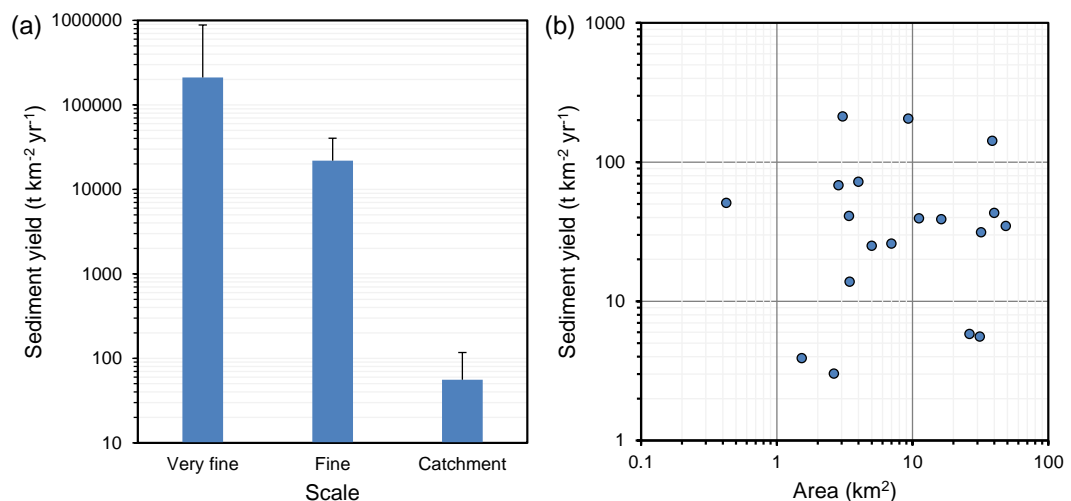 (a)
Sediment yield (t km⁻² yr⁻¹)
1000000
100000
10000
1000
100
10
Very fine Fine Catchment
Scale
(b)
Sediment yield (t km⁻² yr⁻¹)
1000
100
10
1
0.1 1 10 100
Area (km²)